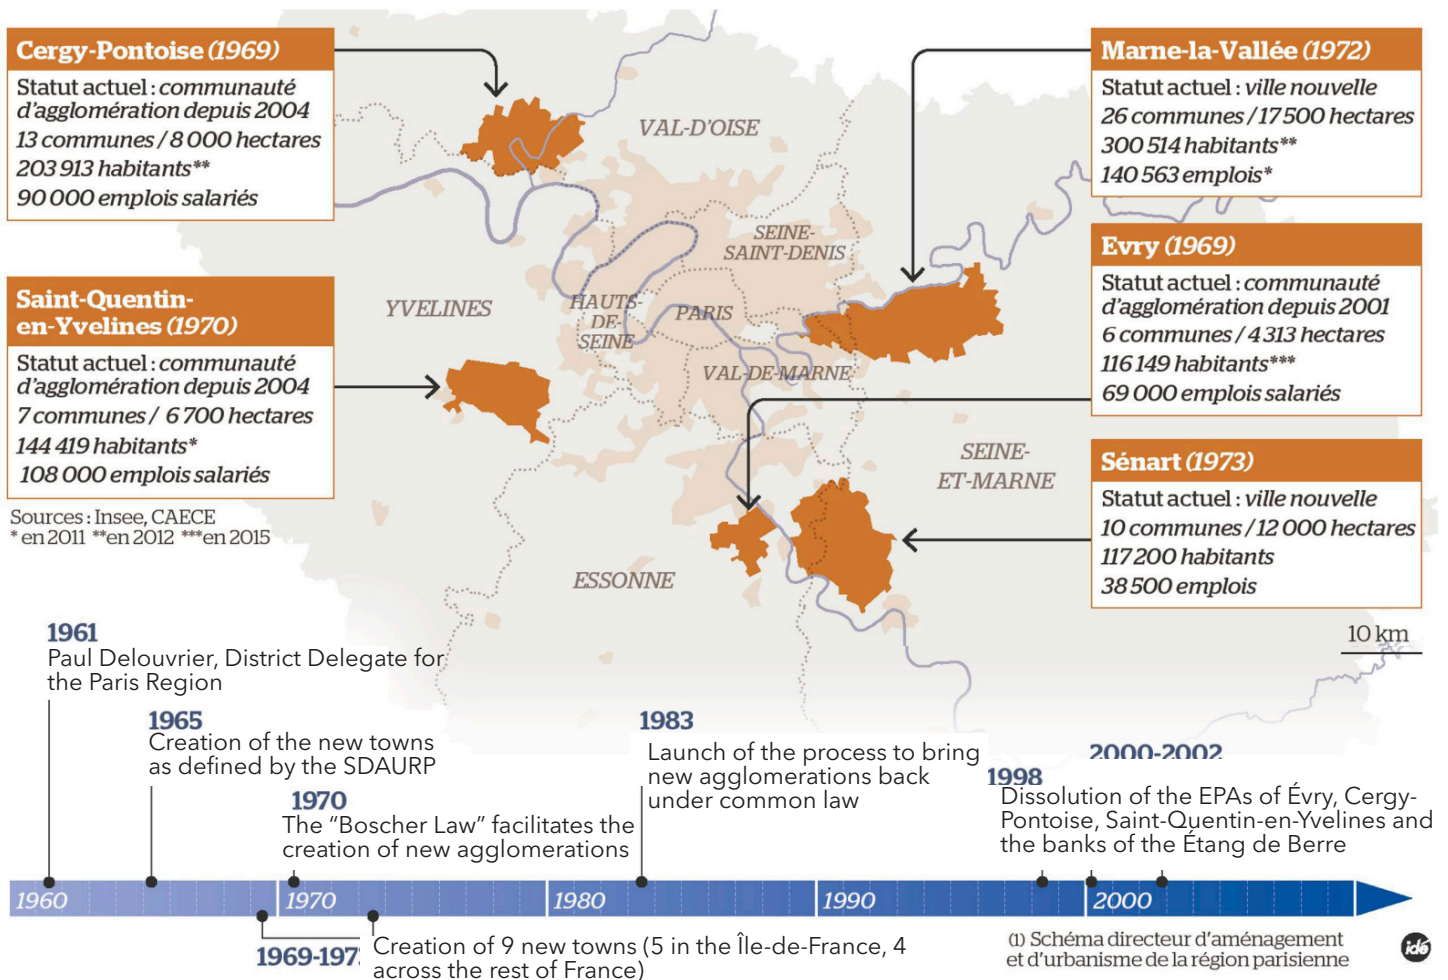 Cergy-Pontoise (1969)
Statut actuel : communauté
d'agglomération depuis 2004
13 communes / 8 000 hectares
203 913 habitants**
90 000 emplois salariés
Saint-Quentin-
en-Yvelines (1970)
Statut actuel : communauté
d'agglomération depuis 2004
7 communes / 6 700 hectares
144 419 habitants*
108 000 emplois salariés
Sources : Insee, CAECE
* en 2011 **en 2012 ***en 2015
VAL-D'OISE
SEINE-
SAINT-DENIS
YVELINES
HAUTS-
DE-
SEINE
PARIS
VAL-DE-MARNE
SEINE-
ET-MARNE
ESSONNE
Marne-la-Vallée (1972)
Statut actuel : ville nouvelle
26 communes / 17 500 hectares
300 514 habitants**
140 563 emplois*
Evry (1969)
Statut actuel : communauté
d'agglomération depuis 2001
6 communes / 4 313 hectares
116 149 habitants***
69 000 emplois salariés
Sénart (1973)
Statut actuel : ville nouvelle
10 communes / 12 000 hectares
117 200 habitants
38 500 emplois
10 km
1961
Paul Delouvrier, District Delegate for
the Paris Region
1965
Creation of the new towns
as defined by the SDAURP
1970
The “Boscher Law” facilitates the
creation of new agglomerations
1983
Launch of the process to bring
new agglomerations back
under common law
1998
2000-2002
Dissolution of the EPAs of Évry, Cergy-
Pontoise, Saint-Quentin-en-Yvelines and
the banks of the Étang de Berre
1960
1970
1980
1990
2000
1969-197
Creation of 9 new towns (5 in the Île-de-France, 4
across the rest of France)
(1) Schéma directeur d'aménagement
et d'urbanisme de la région parisienne
idé